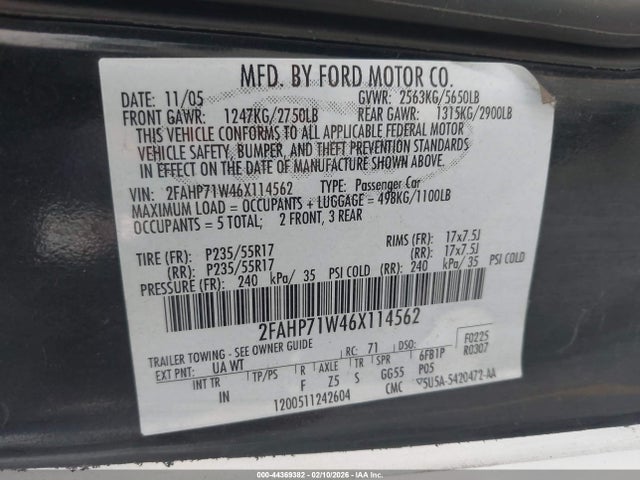 MFD. BY FORD MOTOR CO.
DATE: 11/05 GVWR: 2563KG/5650LB
FRONT GAWR: 1247KG/2750LB REAR GAWR: 1315KG/2900LB
THIS VEHICLE CONFORMS TO ALL APPLICABLE FEDERAL MOTOR
VEHICLE SAFETY, BUMPER, AND THEFT PREVENTION STANDARDS
IN EFFECT ON THE DATE OF MANUFACTURE SHOWN ABOVE.
VIN: 2FAHP71W46X114562 TYPE: Passenger Car
MAXIMUM LOAD = OCCUPANTS + LUGGAGE = 498KG/1100LB
OCCUPANTS = 5 TOTAL; 2 FRONT, 3 REAR
TIRE (FR): P235/55R17 RIMS (FR): 17x7.5J
(RR): P235/55R17 (RR): 17x7.5J
PRESSURE (FR): 240 kPa/ 35 PSI COLD (RR): 240 kPa/ 35 PSI COLD
2FAHP71W46X114562
TRAILER TOWING - SEE OWNER GUIDE F0225
EXT PNT: UA WT RC: 71 DSO: R0307
INT TR TP/PS R AXLE TR SPR 6FB1P
IN F Z5 S GG55 P05
1200511242604 CMC ▽5U5A-5420472-AA
000-44369382 - 02/10/2026 - IAA Inc.